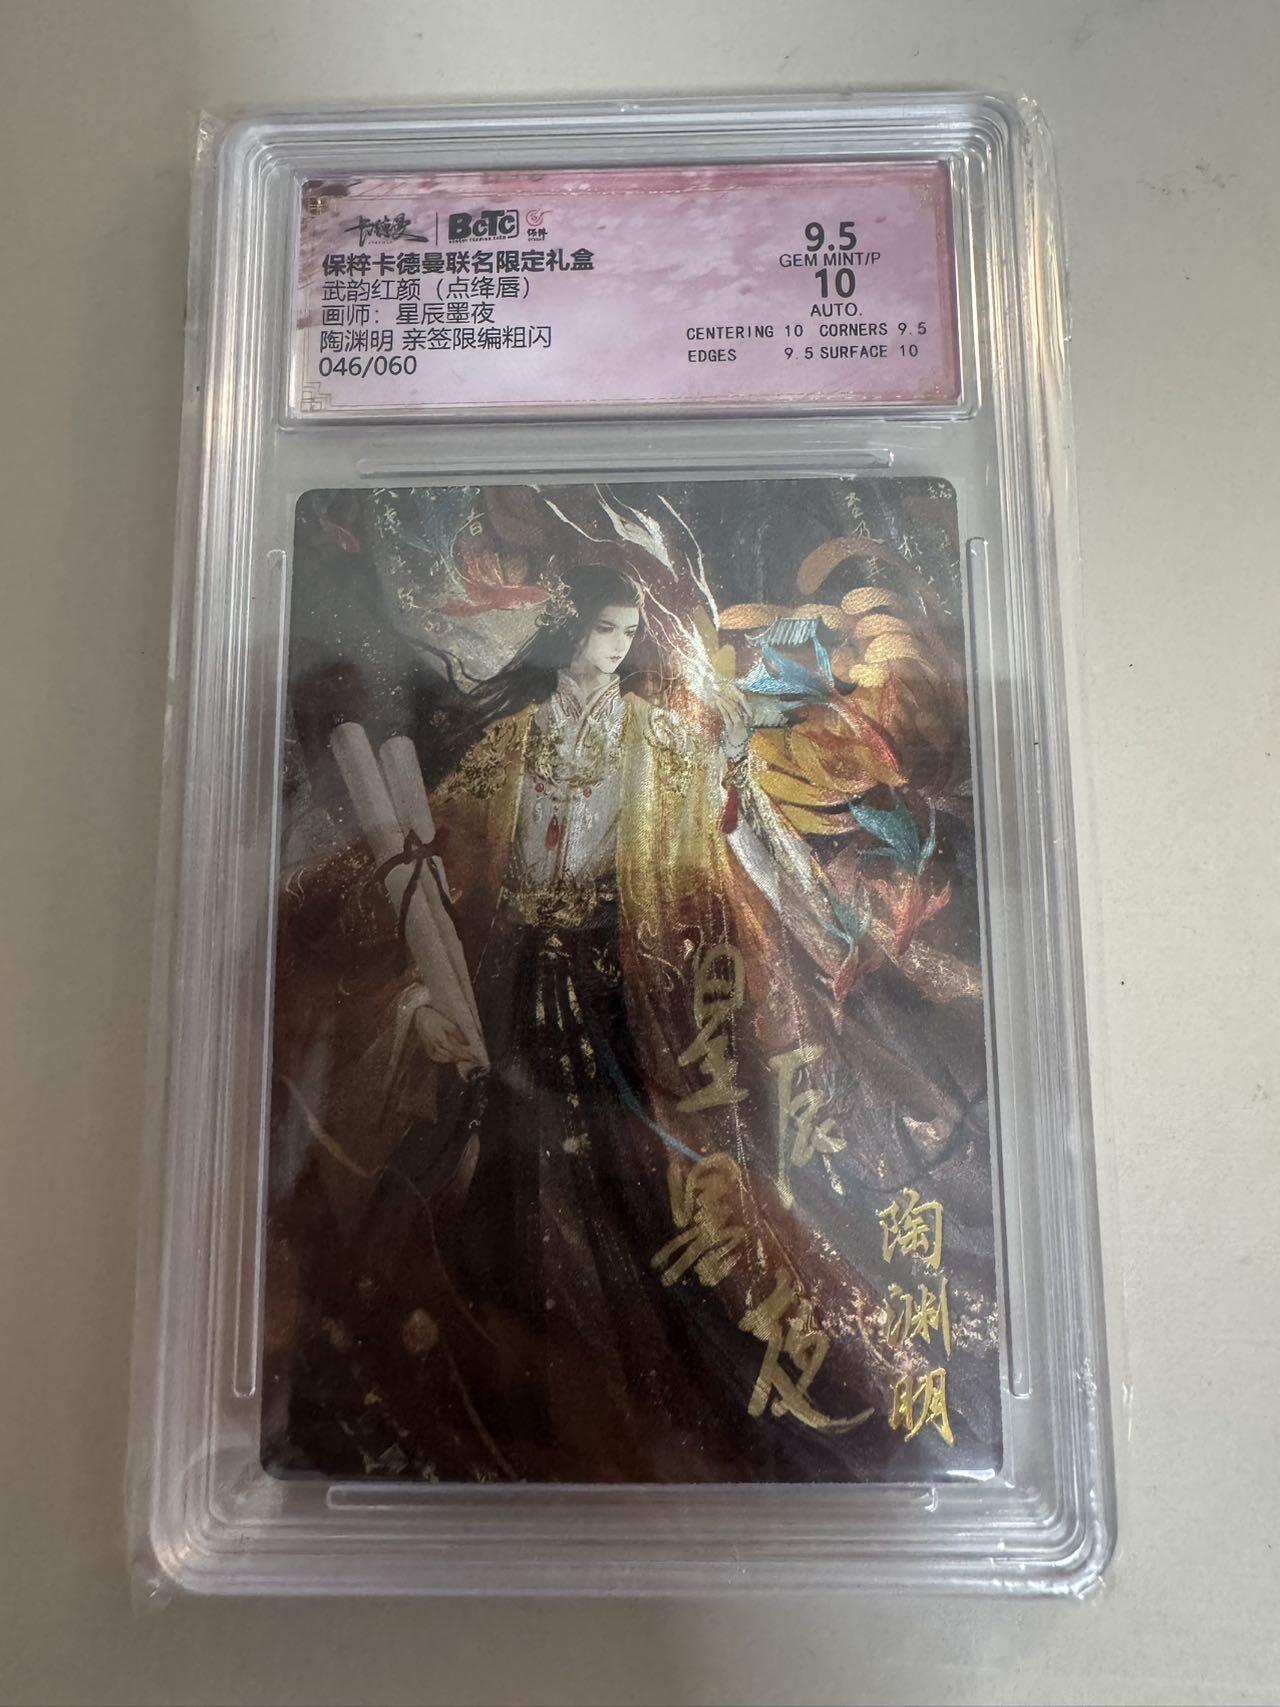 卡德曼 BCTC 保粹
保粹卡德曼联名限定礼盒
武韵红颜（点绛唇）
画师：星辰墨夜
陶渊明 亲签限编粗闪
046/060
9.5
GEM MINT/P
10
AUTO.
CENTERING 10 CORNERS 9.5
EDGES 9.5 SURFACE 10
星辰墨夜
陶渊明